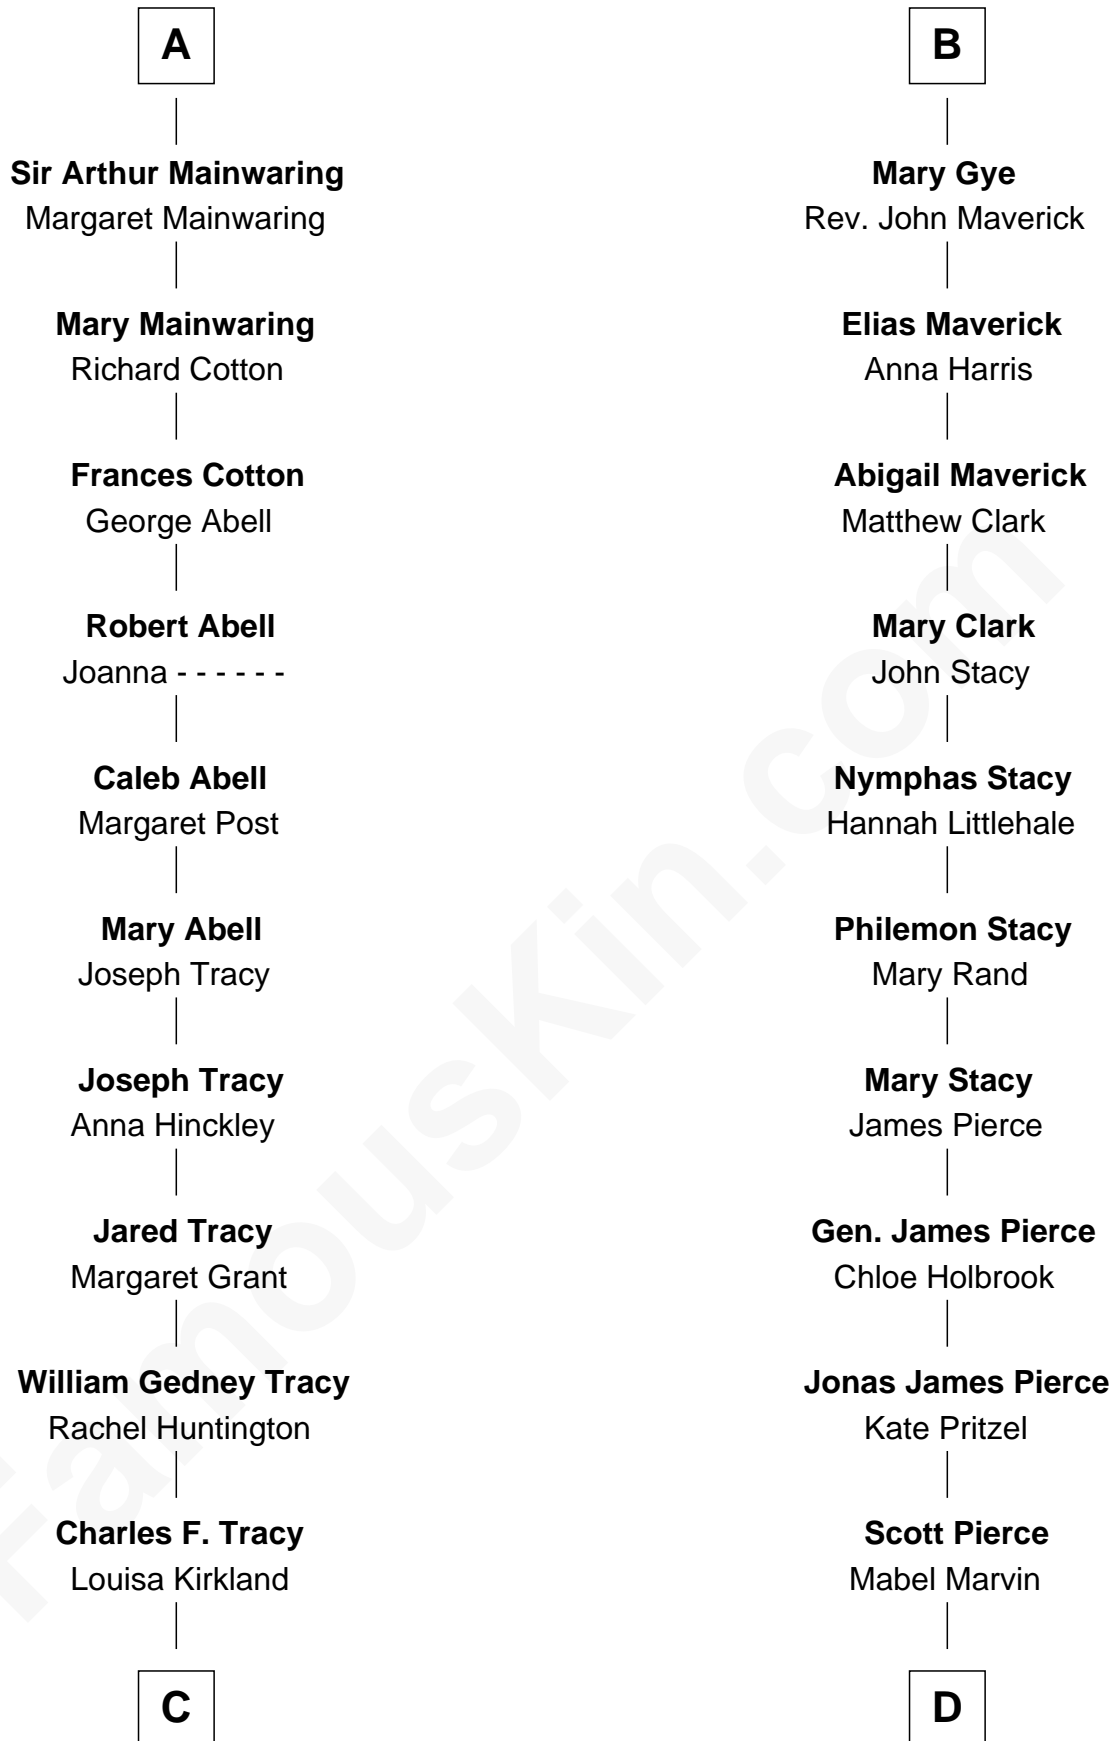 A
Sir Arthur Mainwaring
Margaret Mainwaring
Mary Mainwaring
Richard Cotton
Frances Cotton
George Abell
Robert Abell
Joanna - - - - - -
Caleb Abell
Margaret Post
Mary Abell
Joseph Tracy
Joseph Tracy
Anna Hinckley
Jared Tracy
Margaret Grant
William Gedney Tracy
Rachel Huntington
Charles F. Tracy
Louisa Kirkland
C
B
Mary Gye
Rev. John Maverick
Elias Maverick
Anna Harris
Abigail Maverick
Matthew Clark
Mary Clark
John Stacy
Nymphas Stacy
Hannah Littlehale
Philemon Stacy
Mary Rand
Mary Stacy
James Pierce
Gen. James Pierce
Chloe Holbrook
Jonas James Pierce
Kate Pritzel
Scott Pierce
Mabel Marvin
D
FamousKin.com